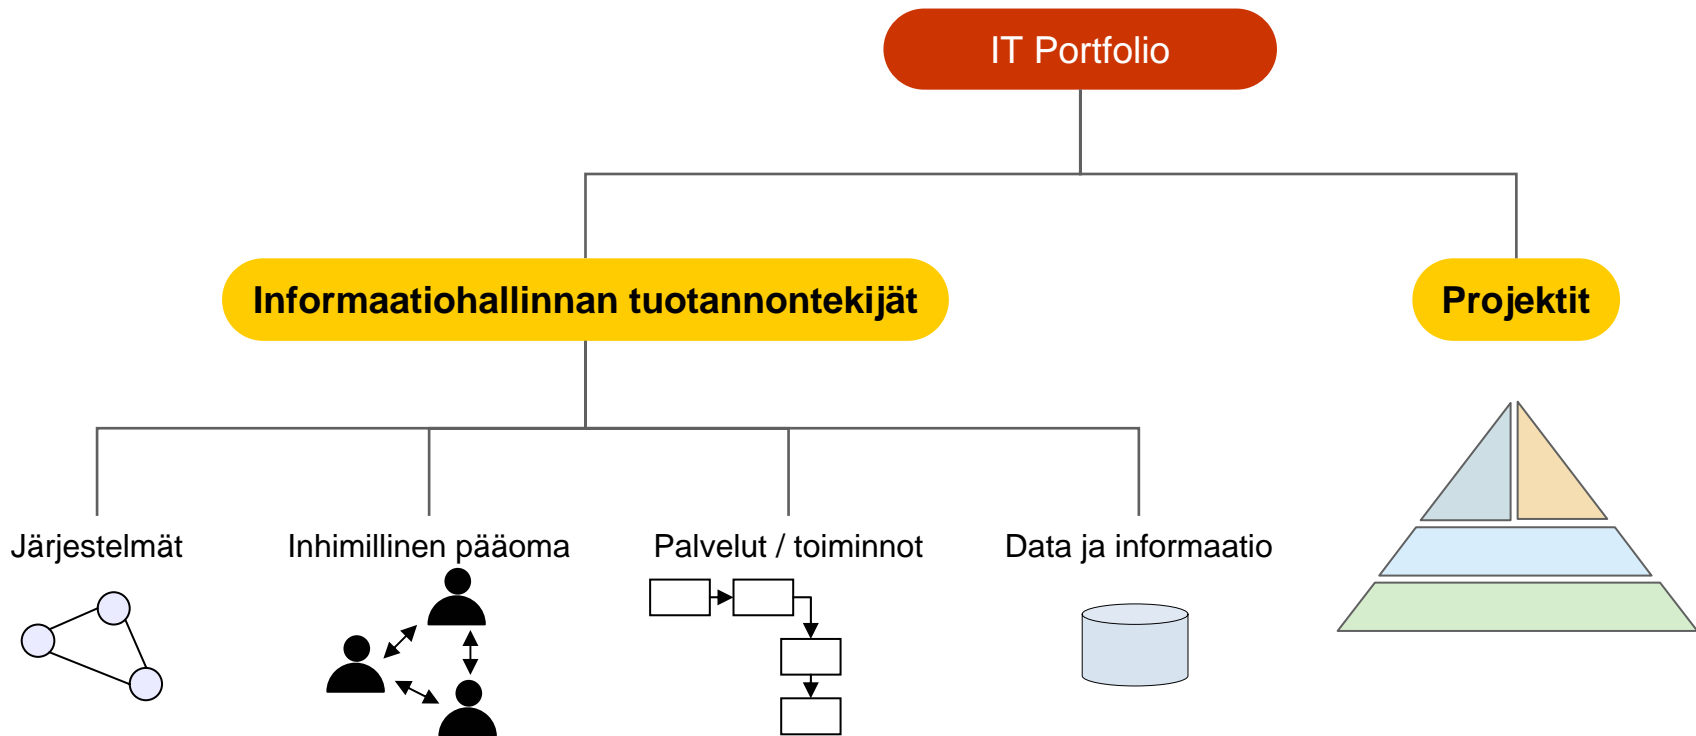 IT Portfolio
Informaatiohallinnan tuotannontekijät
Projektit
Järjestelmät
Inhimillinen pääoma
Palvelut / toiminnot
Data ja informaatio